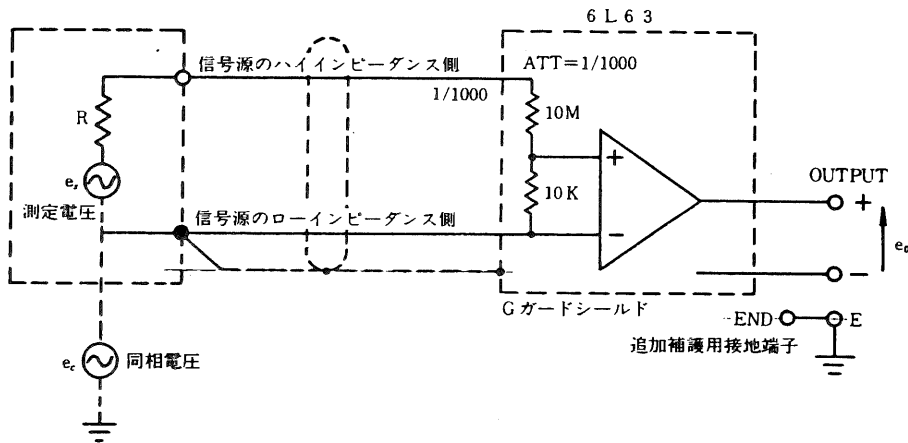 6L63
信号源のハイインピーダンス側
ATT=1/1000
1/1000
R
10M
+
OUTPUT
e_s
10K
+
測定電圧
信号源のローインピーダンス側
−
e_o
−
Gガードシールド
END
E
追加補護用接地端子
e_c
同相電圧